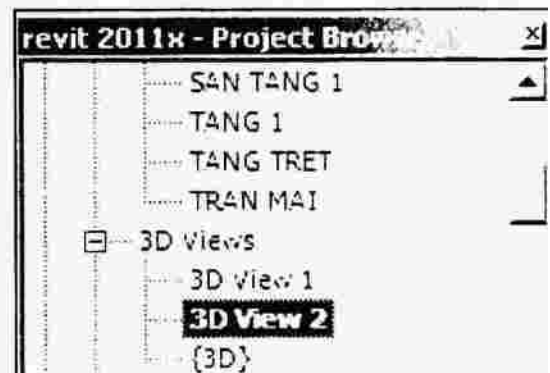 revit 2011x - Project Brow
SAN TANG 1
TANG 1
TANG TRET
TRAN MAI
3D Views
3D View 1
3D View 2
{3D}